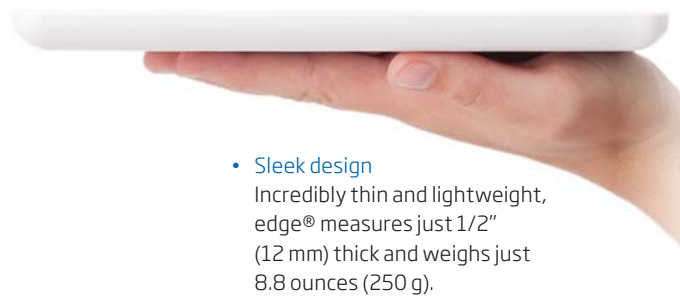 • Sleek design
Incredibly thin and lightweight,
edge® measures just 1/2”
(12 mm) thick and weighs just
8.8 ounces (250 g).